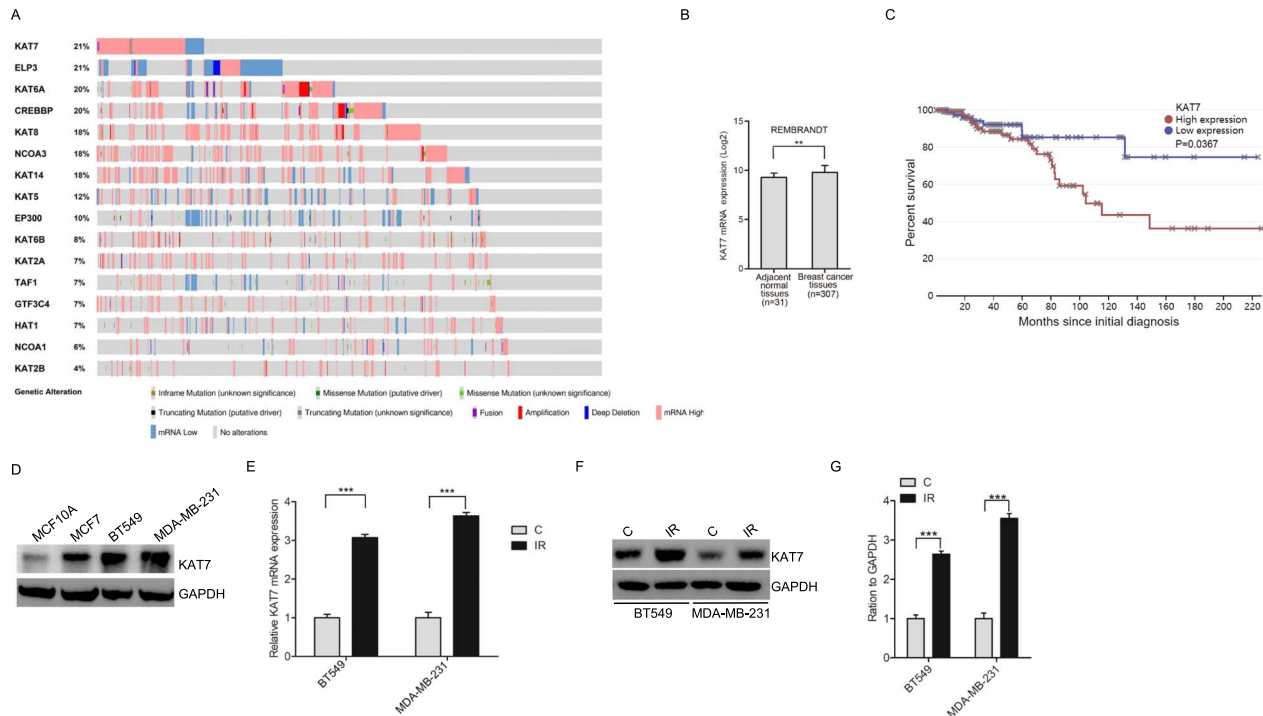 A
KAT7 21%
ELP3 21%
KAT6A 20%
CREBBP 20%
KAT8 18%
NCOA3 18%
KAT14 18%
KAT5 12%
EP300 10%
KAT6B 8%
KAT2A 7%
TAF1 7%
GTF3C4 7%
HAT1 7%
NCOA1 6%
KAT2B 4%
Genetic Alteration
Inframe Mutation (unknown significance) Missense Mutation (putative driver) Missense Mutation (unknown significance)
Truncating Mutation (putative driver) Truncating Mutation (unknown significance) Fusion Amplification Deep Deletion mRNA High
mRNA Low No alterations
B
REMBRANDT
**
KAT7 mRNA expression (Log2)
15
10
5
0
Adjacent
normal
tissues
(n=31)
Breast cancer
tissues
(n=307)
C
KAT7
High expression
Low expression
P=0.0367
Percent survival
100
80
60
40
20
0
20 40 60 80 100 120 140 160 180 200 220
Months since initial diagnosis
D
MCF10A
MCF7
BT549
MDA-MB-231
KAT7
GAPDH
E
Relative KAT7 mRNA expression
4
3
2
1
0
***
***
C
IR
BT549
MDA-MB-231
F
C IR C IR
KAT7
GAPDH
BT549 MDA-MB-231
G
C
IR
Ration to GAPDH
4
3
2
1
0
***
***
BT549
MDA-MB-231